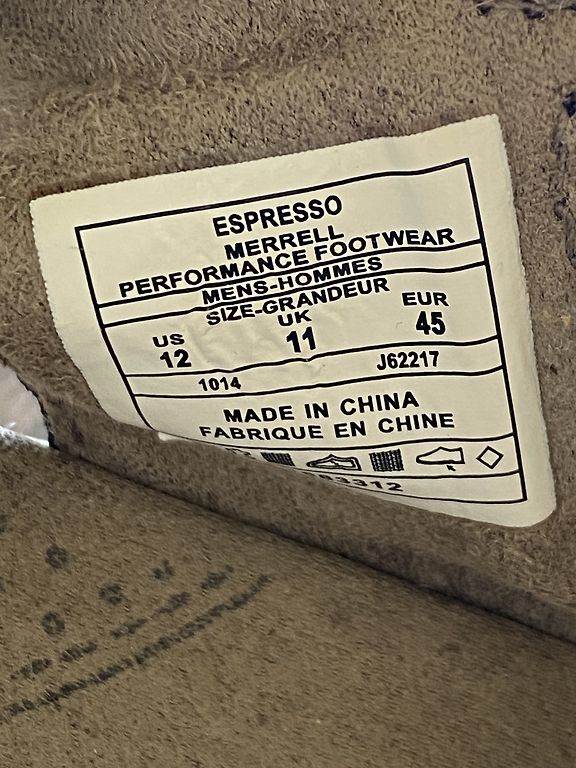 ESPRESSO
MERRELL
PERFORMANCE FOOTWEAR
MENS-HOMMES
SIZE-GRANDEUR
US UK EUR
12 11 45
1014 J62217
MADE IN CHINA
FABRIQUE EN CHINE